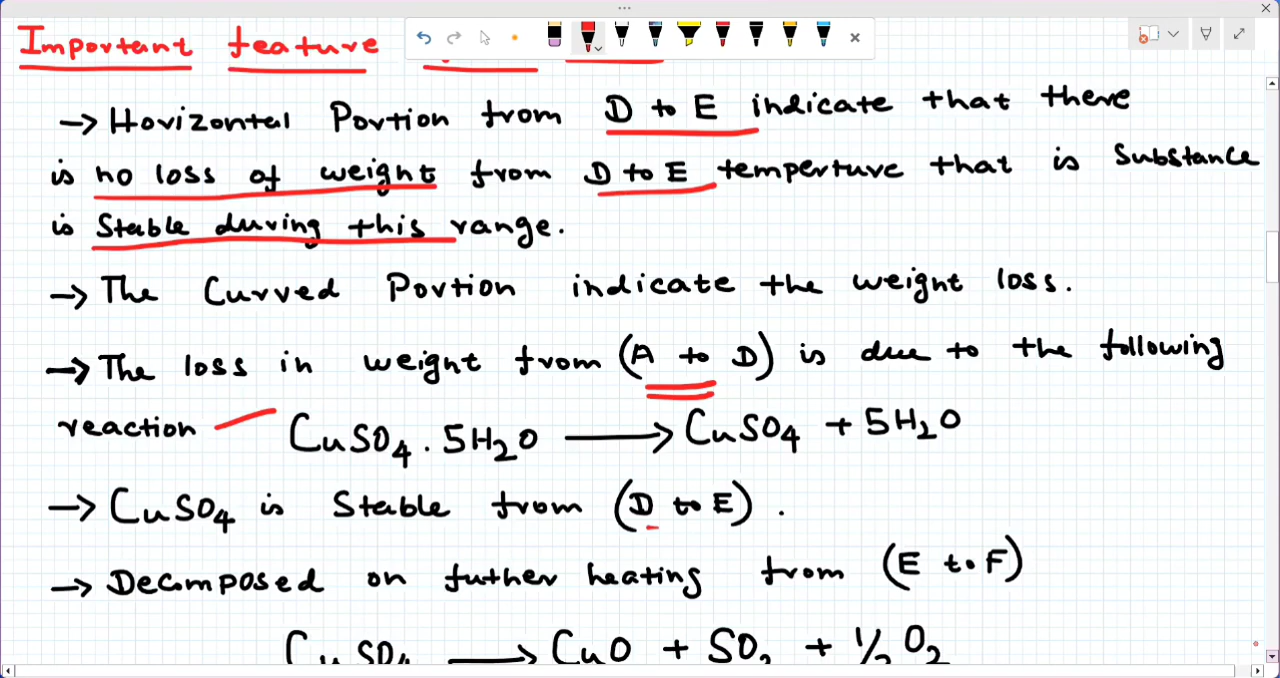 Important feature
→ Horizontal Portion from D to E indicate that there
is no loss of weight from D to E temperture that is Substance
is Stable during this range.
→ The Curved Portion indicate the weight loss.
→ The loss in weight from (A to D) is due to the following
reaction CuSO4 . 5H2O ⟶ CuSO4 + 5H2O
→ CuSO4 is Stable from (D to E).
→ Decomposed on futher heating from (E to F)
CuSO4 ⟶ CuO + SO2 + 1/2 O2